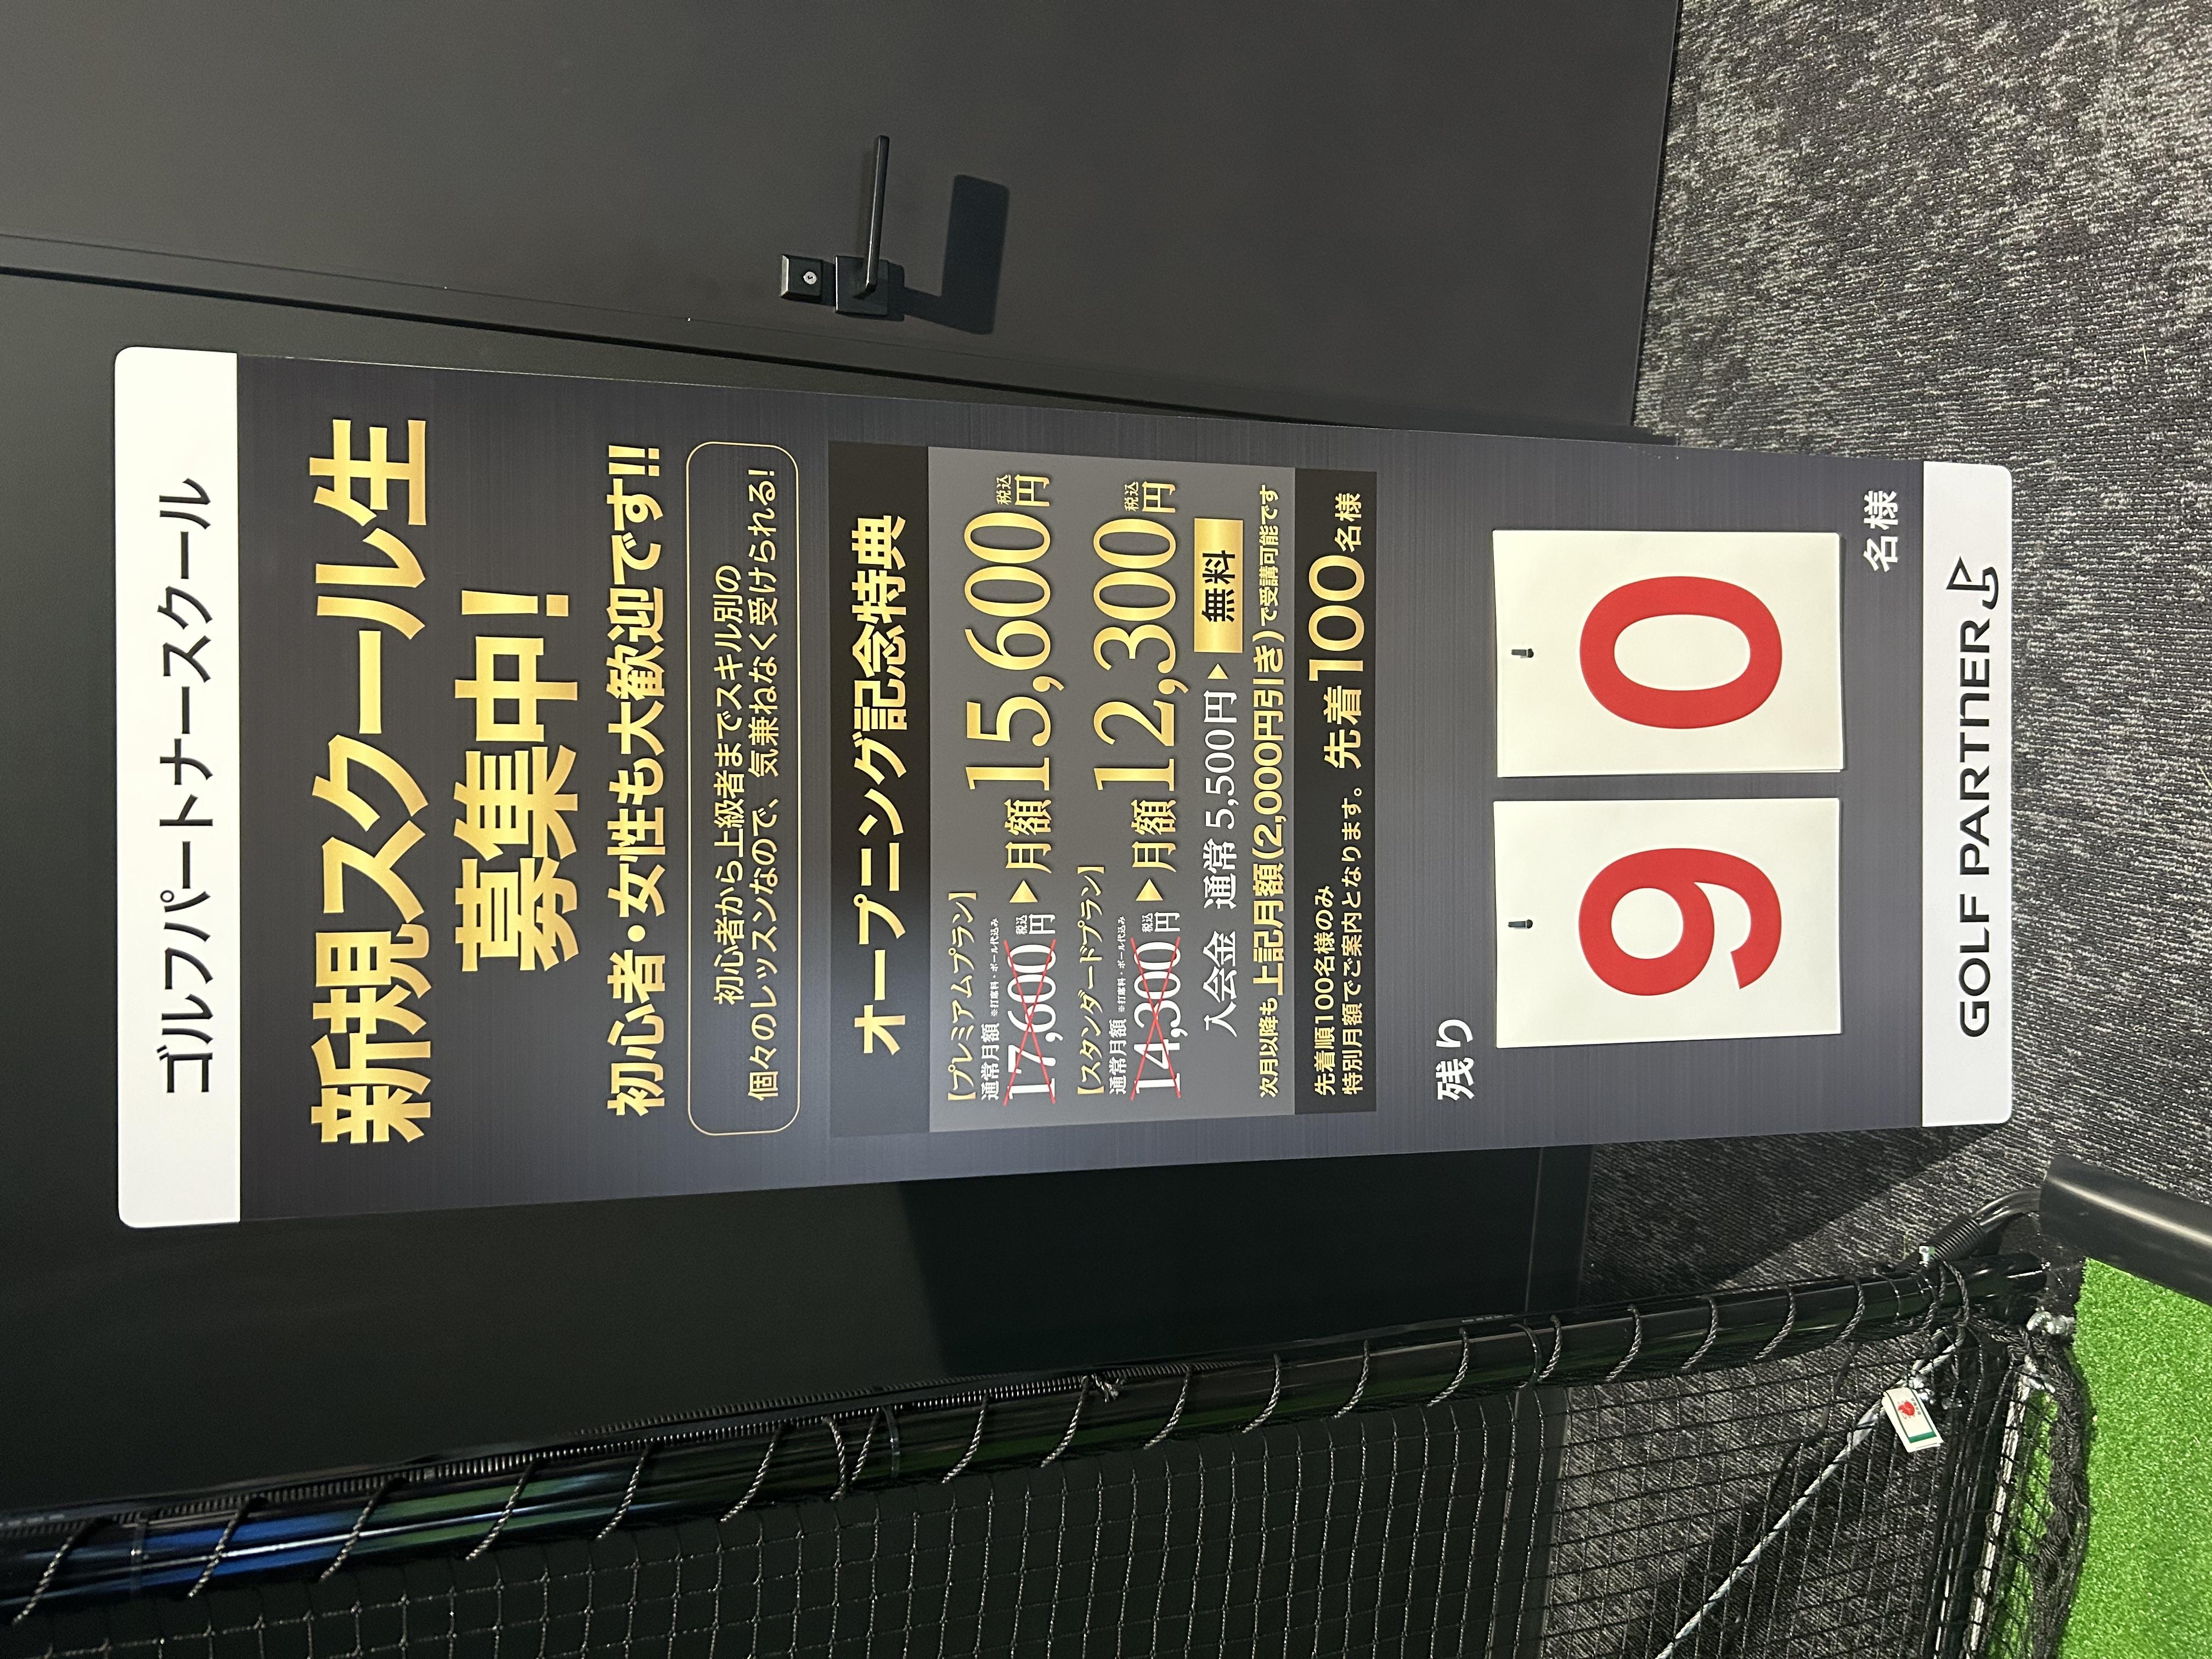 ゴルフパートナースクール
新規スクール生
募集中!
初心者・女性も大歓迎です!!
初心者から上級者までスキル別の
個々のレッスンなので、気兼ねなく受けられる!
オープニング記念特典
【プレミアムプラン】
通常月額 ※打席料・ボール代込み
17,600円 税込 ▶月額15,600円 税込
【スタンダードプラン】
通常月額 ※打席料・ボール代込み
14,300円 税込 ▶月額12,300円 税込
入会金 通常 5,500円▶ 無料
次月以降も上記月額(2,000円引き)で受講可能です
先着順100名様のみ
特別月額でご案内となります。 先着100名様
残り
90
名様
GOLF PARTNER